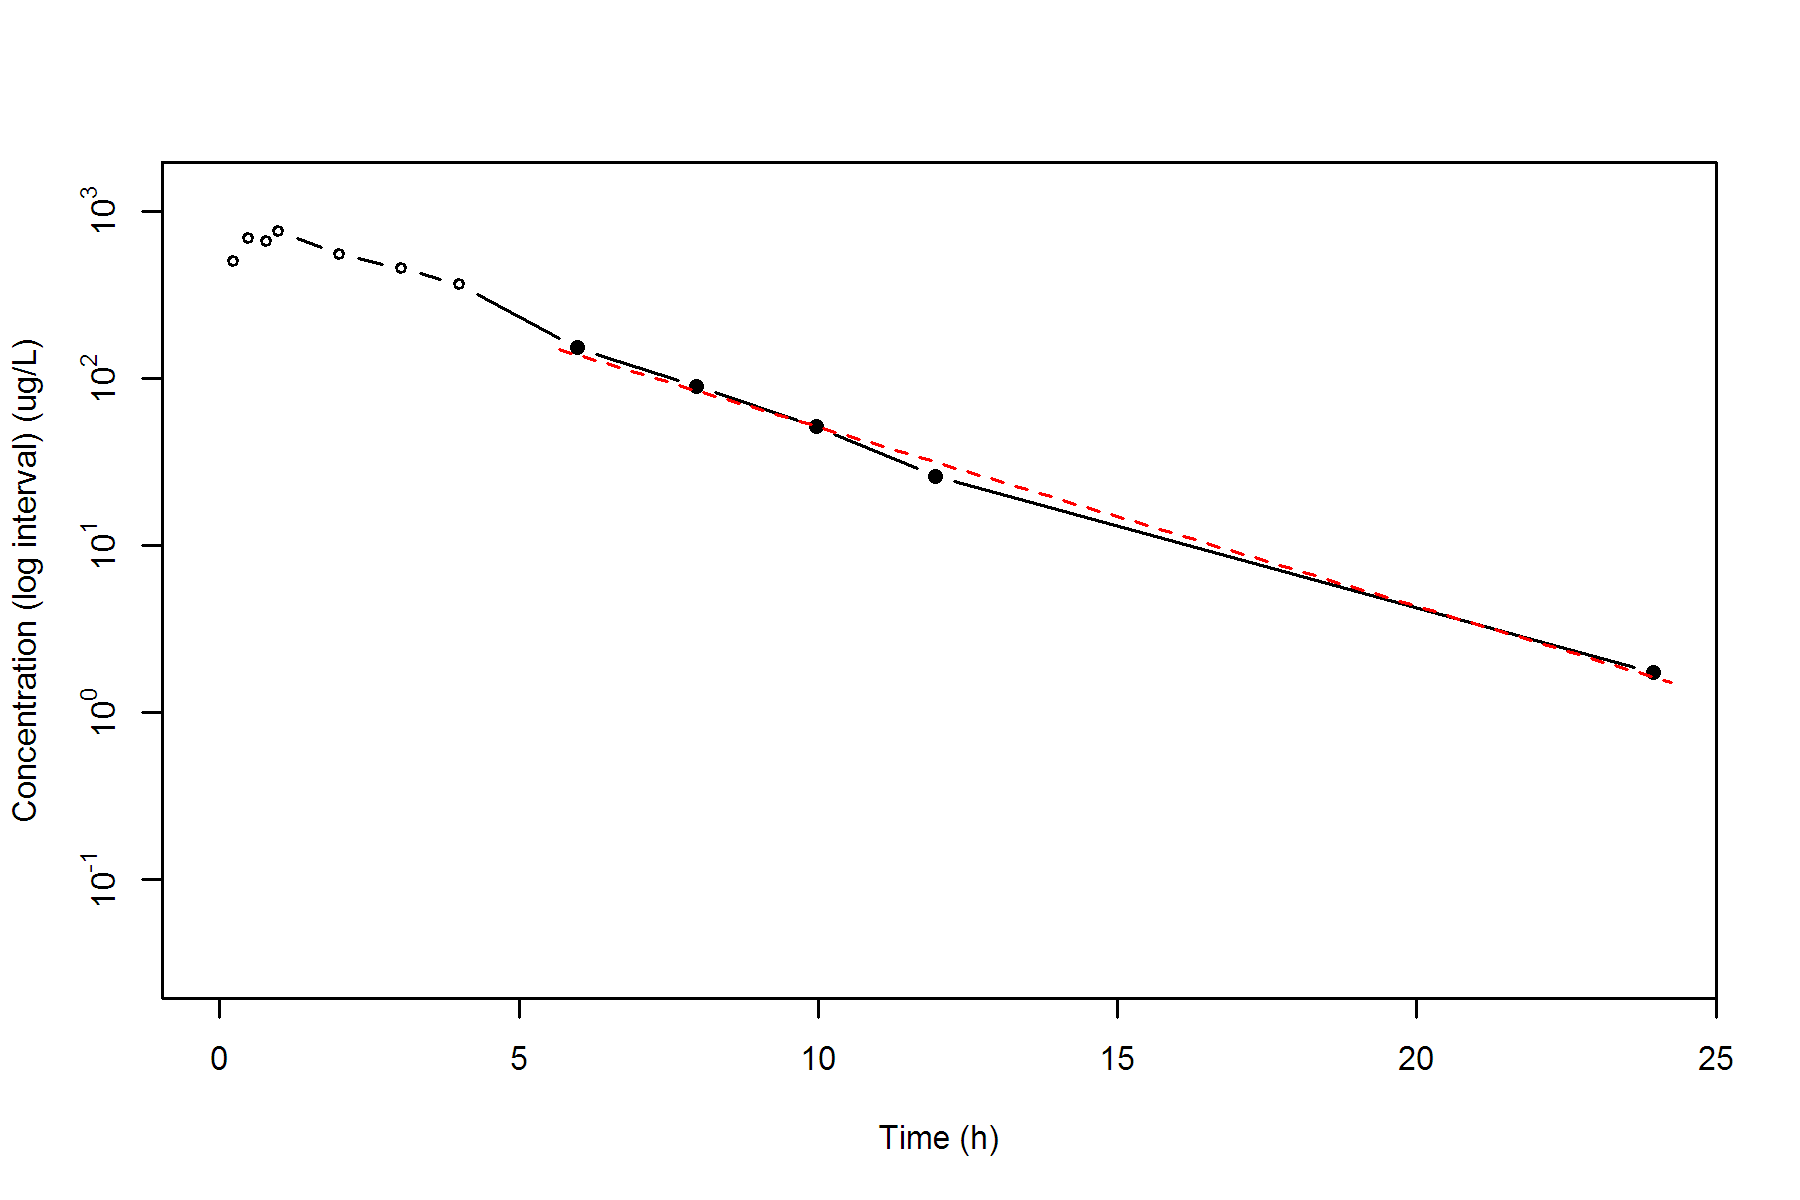 Concentration (log interval) (ug/L)
10³
10²
10¹
10⁰
10⁻¹
0 5 10 15 20 25
Time (h)